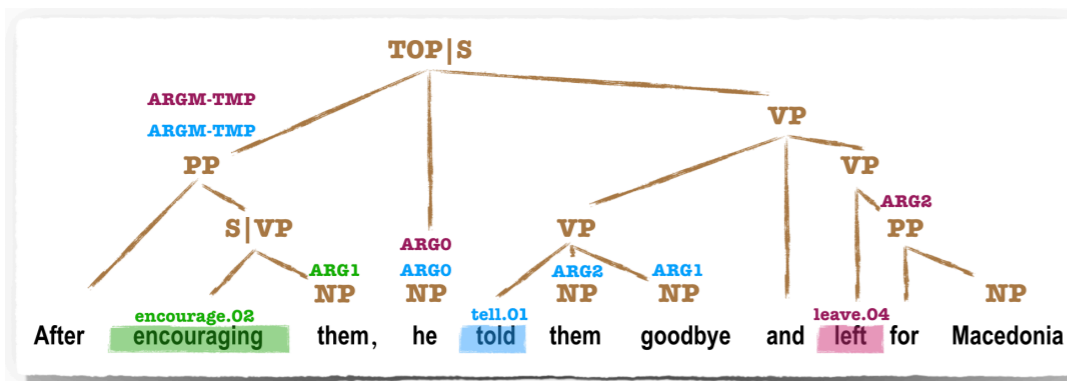 TOP|S
ARGM-TMP
VP
ARGM-TMP
PP
VP
ARG2
S|VP
VP
PP
ARG0
ARG1
ARG0
ARG2
ARG1
NP
NP
NP
NP
NP
encourage.02
tell.01
leave.04
After encouraging them, he told them goodbye and left for Macedonia